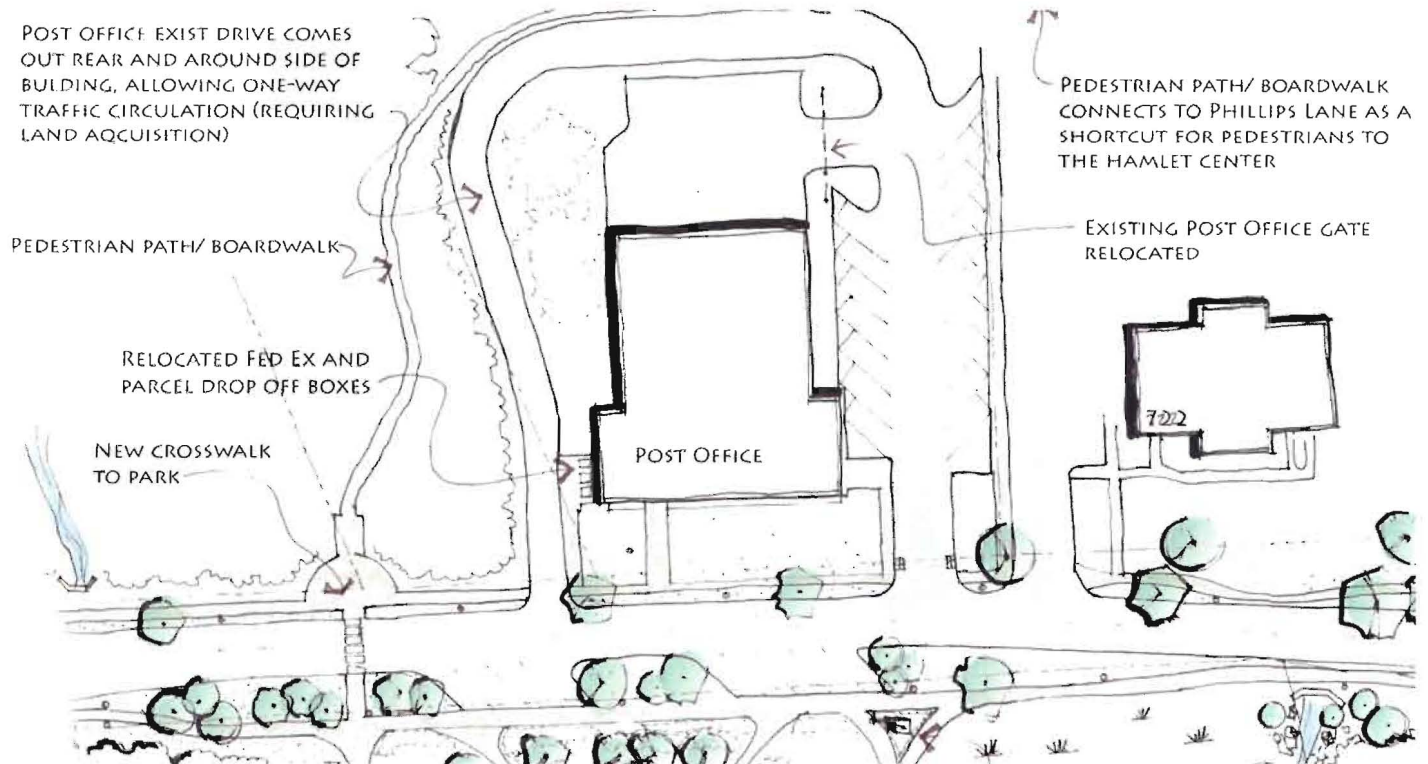 POST OFFICE EXIST DRIVE COMES
OUT REAR AND AROUND SIDE OF
BULDING, ALLOWING ONE-WAY
TRAFFIC CIRCULATION (REQUIRING
LAND AQCUISITION)
PEDESTRIAN PATH/ BOARDWALK
CONNECTS TO PHILLIPS LANE AS A
SHORTCUT FOR PEDESTRIANS TO
THE HAMLET CENTER
EXISTING POST OFFICE GATE
RELOCATED
PEDESTRIAN PATH/ BOARDWALK
RELOCATED FED EX AND
PARCEL DROP OFF BOXES
NEW CROSSWALK
TO PARK
POST OFFICE